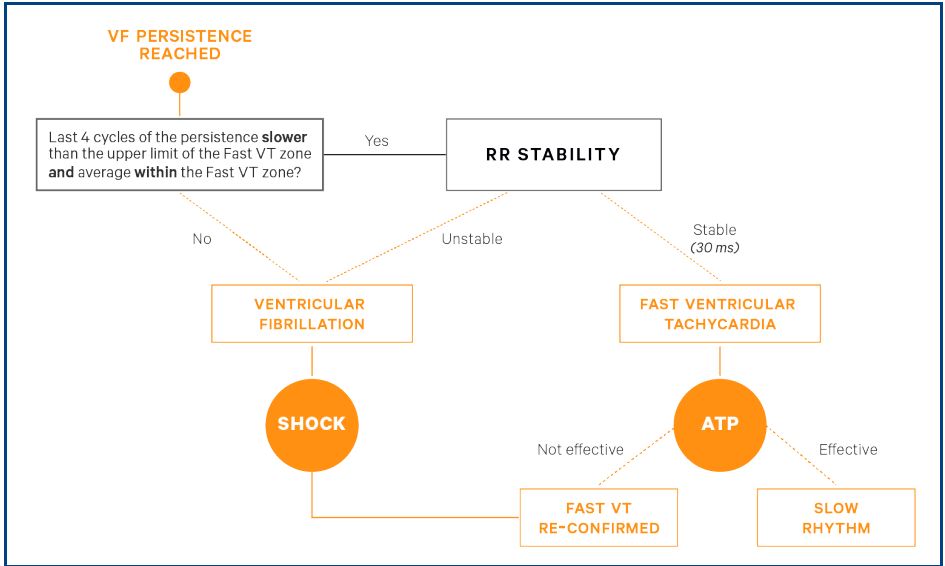 VF PERSISTENCE
REACHED
Last 4 cycles of the persistence slower
than the upper limit of the Fast VT zone
and average within the Fast VT zone?
Yes
RR STABILITY
No
Unstable
Stable
(30 ms)
VENTRICULAR
FIBRILLATION
FAST VENTRICULAR
TACHYCARDIA
SHOCK
ATP
Not effective
Effective
FAST VT
RE-CONFIRMED
SLOW
RHYTHM